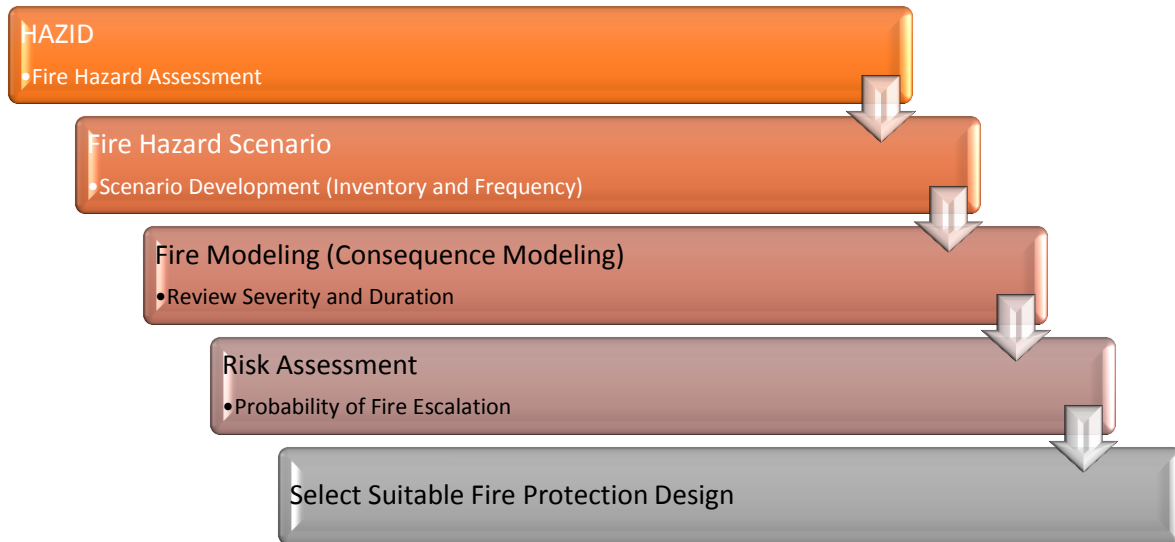 HAZID
•Fire Hazard Assessment
Fire Hazard Scenario
•Scenario Development (Inventory and Frequency)
Fire Modeling (Consequence Modeling)
•Review Severity and Duration
Risk Assessment
•Probability of Fire Escalation
Select Suitable Fire Protection Design